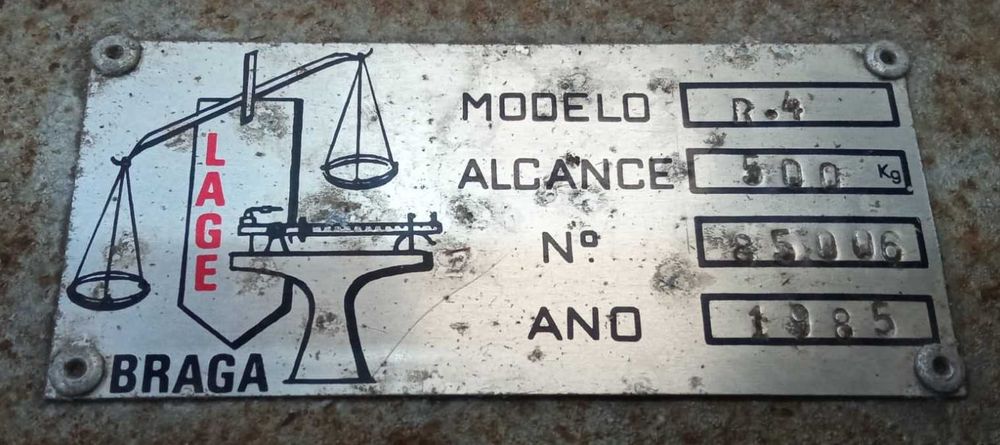 LAGE
BRAGA
MODELO R.4
ALCANCE 500 Kg
Nº 85006
ANO 1985